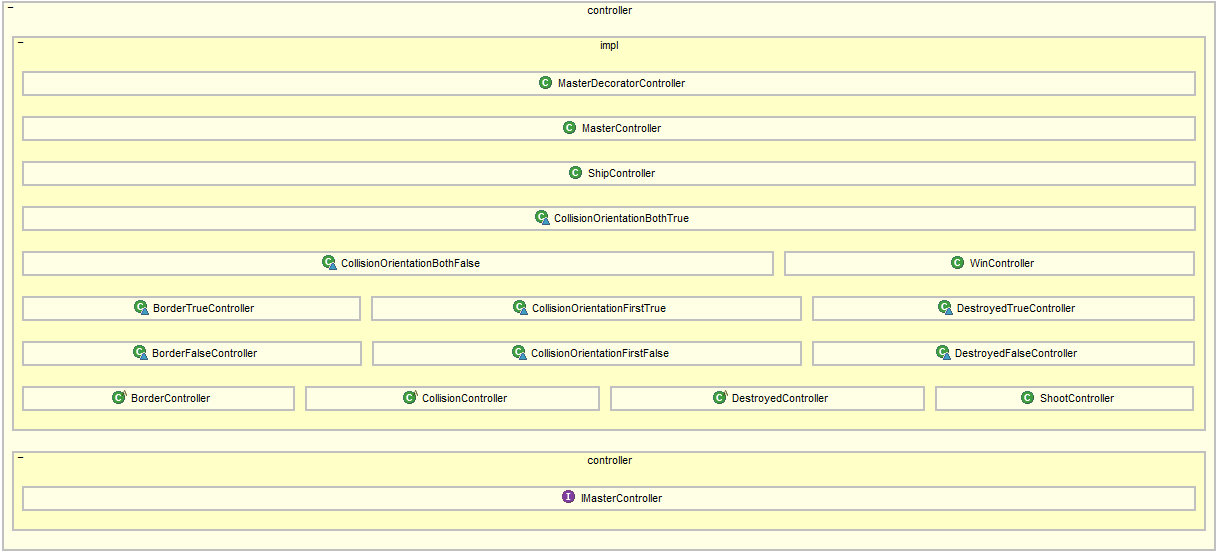 controller
impl
MasterDecoratorController
MasterController
ShipController
CollisionOrientationBothTrue
CollisionOrientationBothFalse WinController
BorderTrueController CollisionOrientationFirstTrue DestroyedTrueController
BorderFalseController CollisionOrientationFirstFalse DestroyedFalseController
BorderController CollisionController DestroyedController ShootController
controller
IMasterController